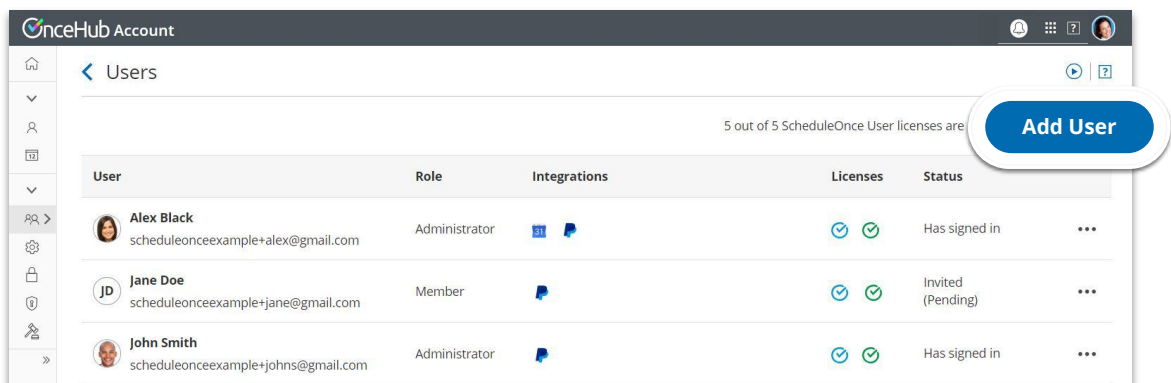 OnceHub Account
?
Users
?
5 out of 5 ScheduleOnce User licenses are
Add User
12
User Role Integrations Licenses Status
Alex Black
scheduleonceexample+alex@gmail.com
Administrator
31
Has signed in
JD
Jane Doe
scheduleonceexample+jane@gmail.com
Member
Invited
(Pending)
John Smith
scheduleonceexample+johns@gmail.com
Administrator
Has signed in